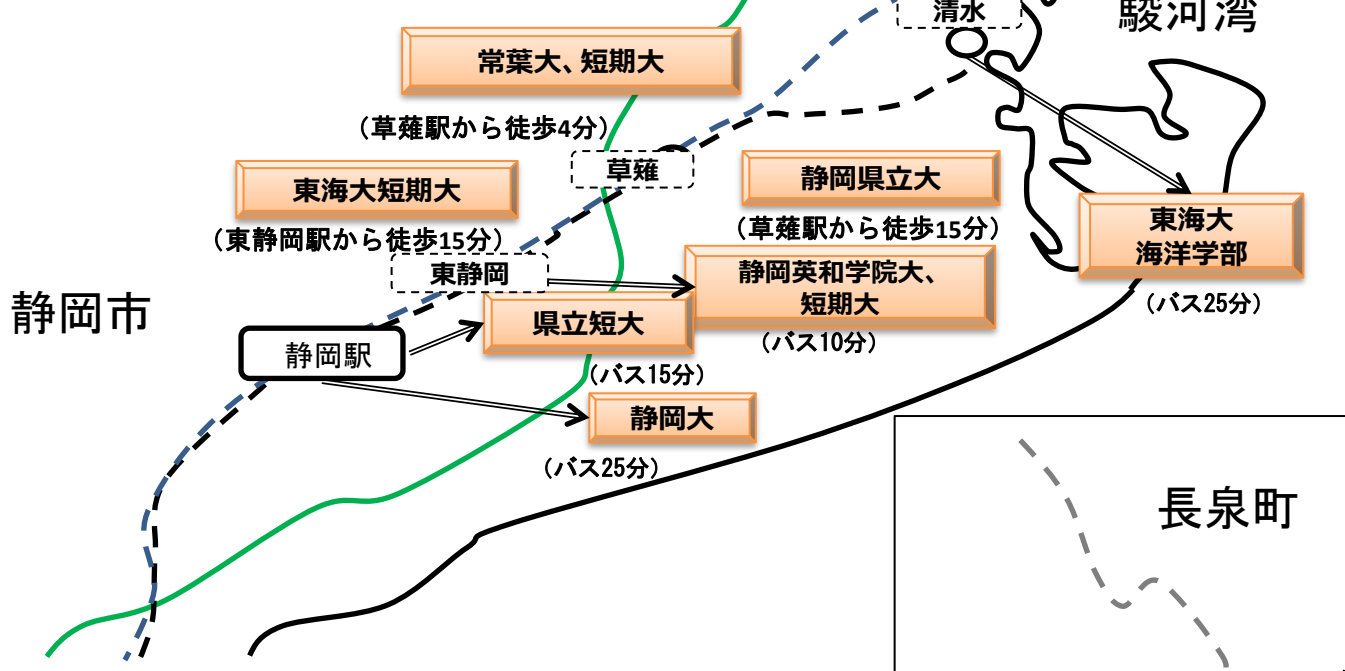 清水
駿河湾
常葉大、短期大
（草薙駅から徒歩4分）
草薙
東海大短期大
（東静岡駅から徒歩15分）
静岡県立大
（草薙駅から徒歩15分）
東海大
海洋学部
（バス25分）
東静岡
静岡英和学院大、
短期大
（バス10分）
静岡市
県立短大
（バス15分）
静岡駅
静岡大
（バス25分）
長泉町